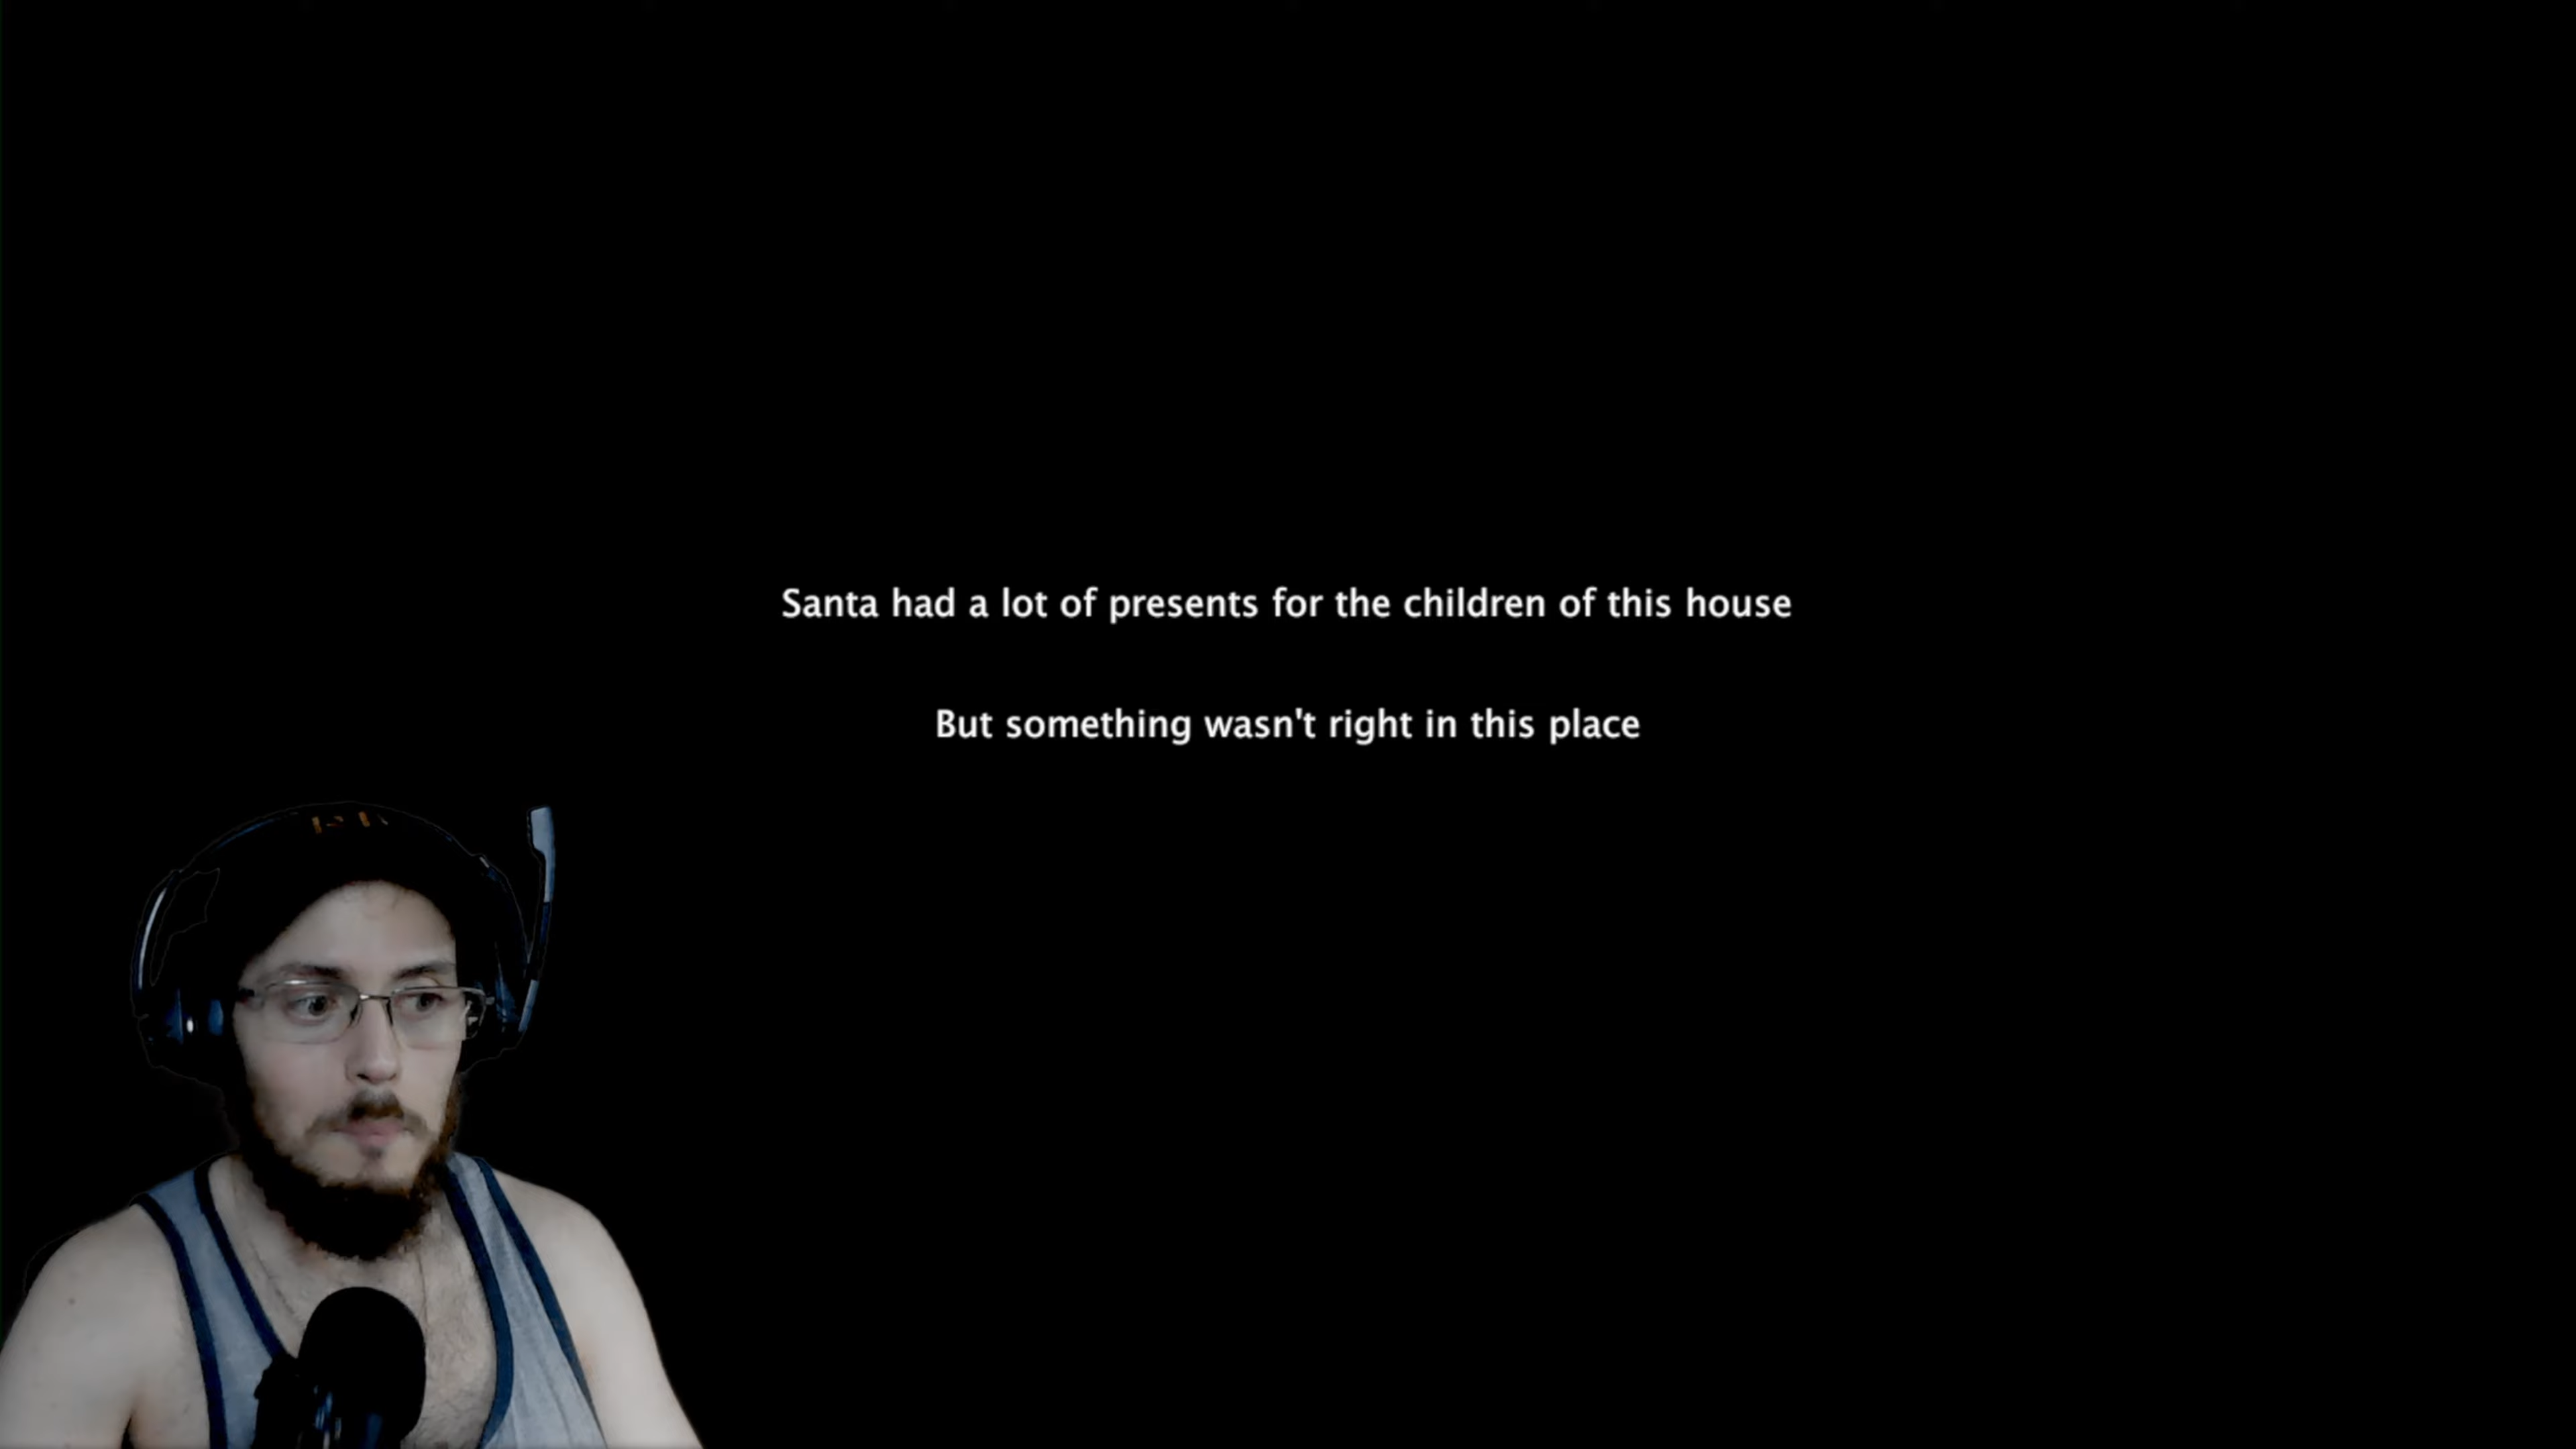 Santa had a lot of presents for the children of this house
But something wasn't right in this place